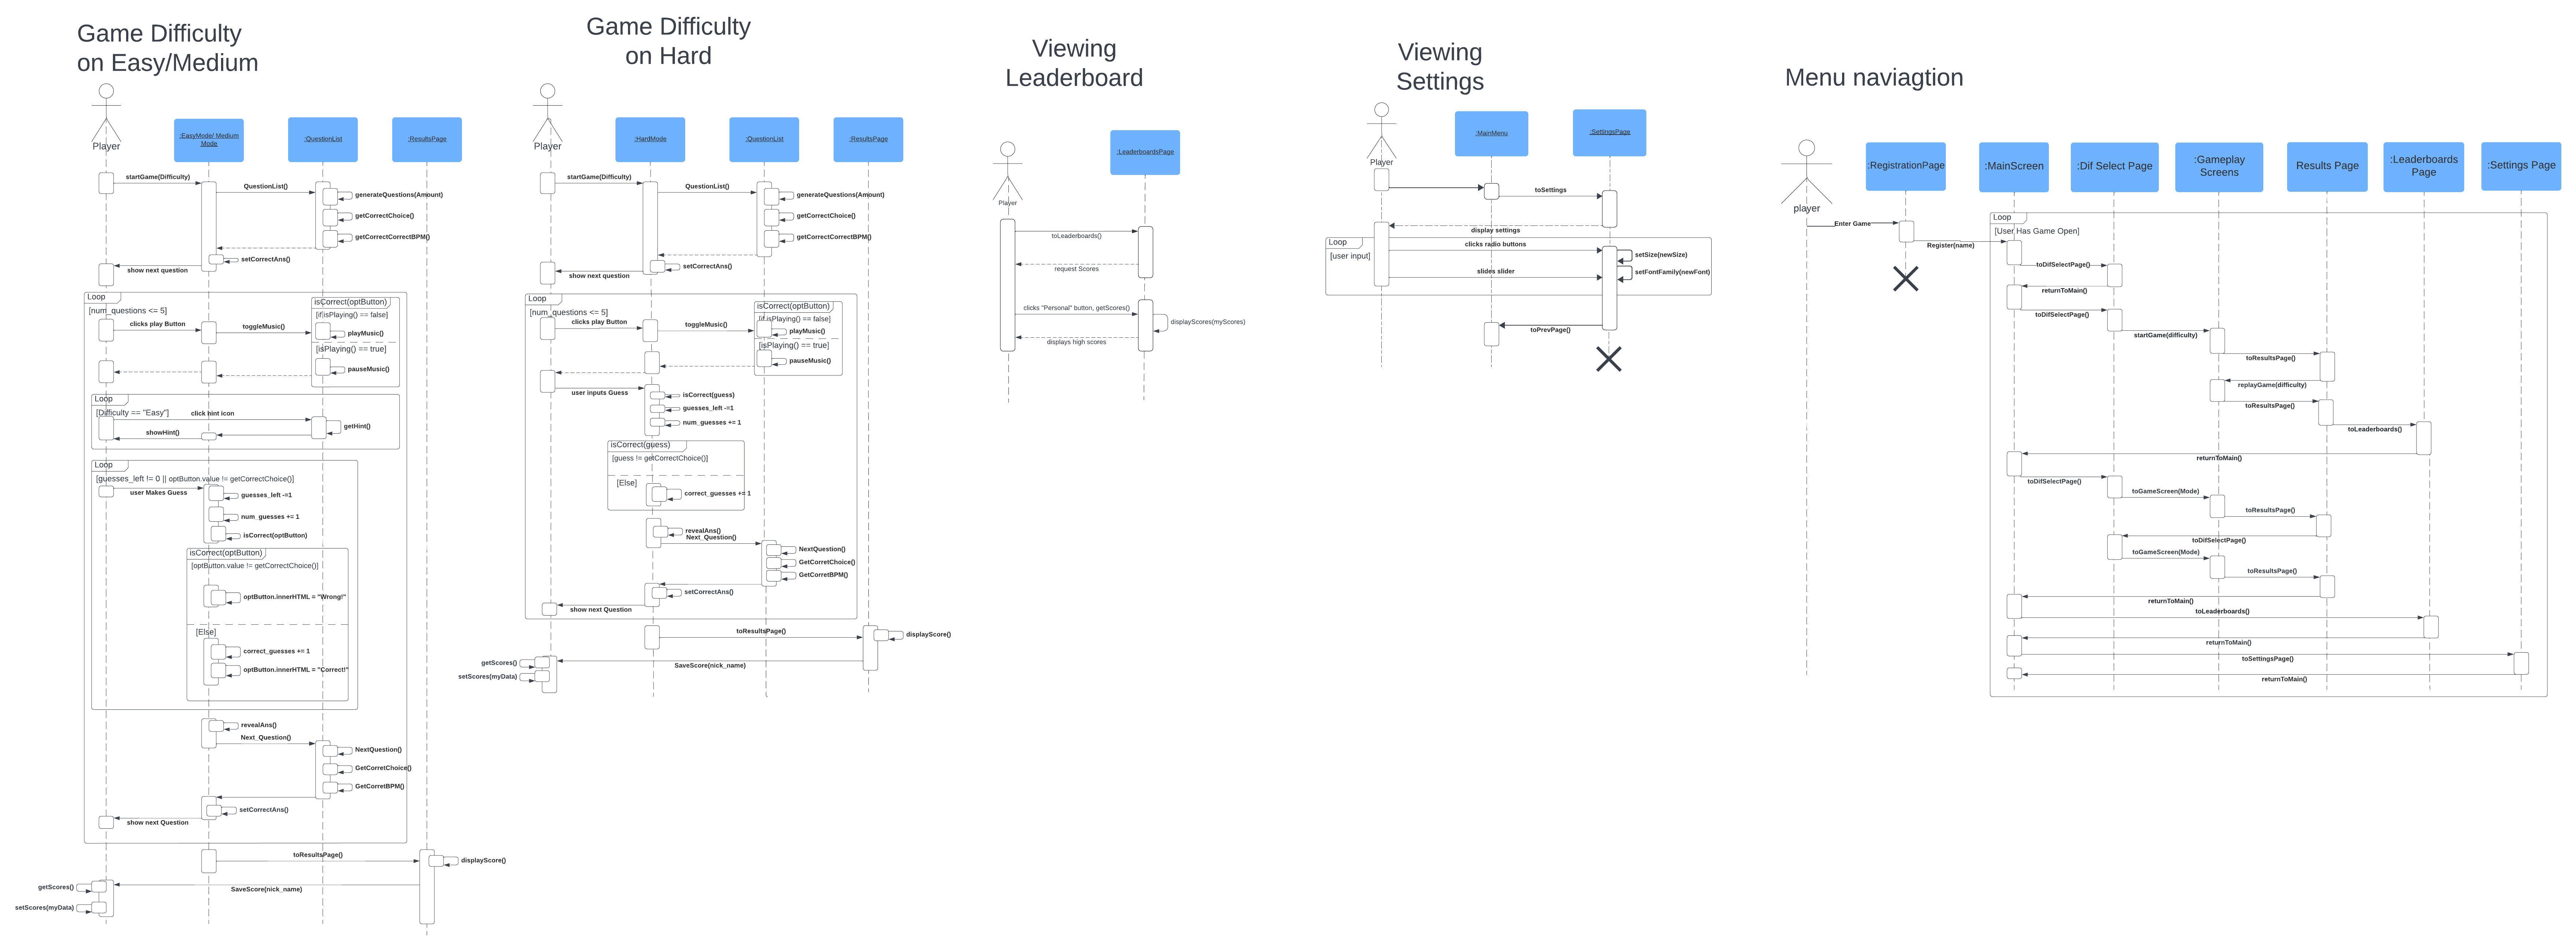 Game Difficulty
on Easy/Medium
Player
:EasyMode/ Medium
Mode
:QuestionList
:ResultsPage
startGame(Difficulty)
QuestionList()
generateQuestions(Amount)
getCorrectChoice()
getCorrectCorrectBPM()
setCorrectAns()
show next question
Loop
[num_questions <= 5]
isCorrect(optButton)
[if isPlaying() == false]
clicks play Button
toggleMusic()
playMusic()
[isPlaying() == true]
pauseMusic()
Loop
[Difficulty == "Easy"]
click hint icon
getHint()
showHint()
Loop
[guesses_left != 0 || optButton.value != getCorrectChoice()]
user Makes Guess
guesses_left -=1
num_guesses += 1
isCorrect(optButton)
isCorrect(optButton)
[optButton.value != getCorrectChoice()]
optButton.innerHTML = "Wrong!"
[Else]
correct_guesses += 1
optButton.innerHTML = "Correct!"
revealAns()
Next_Question()
NextQuestion()
GetCorretChoice()
GetCorretBPM()
setCorrectAns()
show next Question
toResultsPage()
displayScore()
getScores()
SaveScore(nick_name)
setScores(myData)
Game Difficulty
on Hard
Player
:HardMode
:QuestionList
:ResultsPage
startGame(Difficulty)
QuestionList()
generateQuestions(Amount)
getCorrectChoice()
getCorrectCorrectBPM()
setCorrectAns()
show next question
Loop
[num_questions <= 5]
isCorrect(optButton)
[if isPlaying() == false]
clicks play Button
toggleMusic()
playMusic()
[isPlaying() == true]
pauseMusic()
user inputs Guess
isCorrect(guess)
guesses_left -=1
num_guesses += 1
isCorrect(guess)
[guess != getCorrectChoice()]
[Else]
correct_guesses += 1
revealAns()
Next_Question()
NextQuestion()
GetCorretChoice()
GetCorretBPM()
setCorrectAns()
show next Question
toResultsPage()
displayScore()
getScores()
SaveScore(nick_name)
setScores(myData)
Viewing
Leaderboard
Player
:LeaderboardsPage
toLeaderboards()
request Scores
clicks "Personal" button, getScores()
displayScores(myScores)
displays high scores
Viewing
Settings
Player
:MainMenu
:SettingsPage
toSettings
display settings
Loop
[user input]
clicks radio buttons
setSize(newSize)
slides slider
setFontFamily(newFont)
toPrevPage()
Menu naviagtion
player
:RegistrationPage
:MainScreen
:Dif Select Page
:Gameplay
Screens
Results Page
:Leaderboards
Page
:Settings Page
Loop
[User Has Game Open]
Enter Game
Register(name)
toDifSelectPage()
returnToMain()
toDifSelectPage()
startGame(difficulty)
toResultsPage()
replayGame(difficulty)
toResultsPage()
toLeaderboards()
returnToMain()
toDifSelectPage()
toGameScreen(Mode)
toResultsPage()
toDifSelectPage()
toGameScreen(Mode)
toResultsPage()
returnToMain()
toLeaderboards()
returnToMain()
toSettingsPage()
returnToMain()